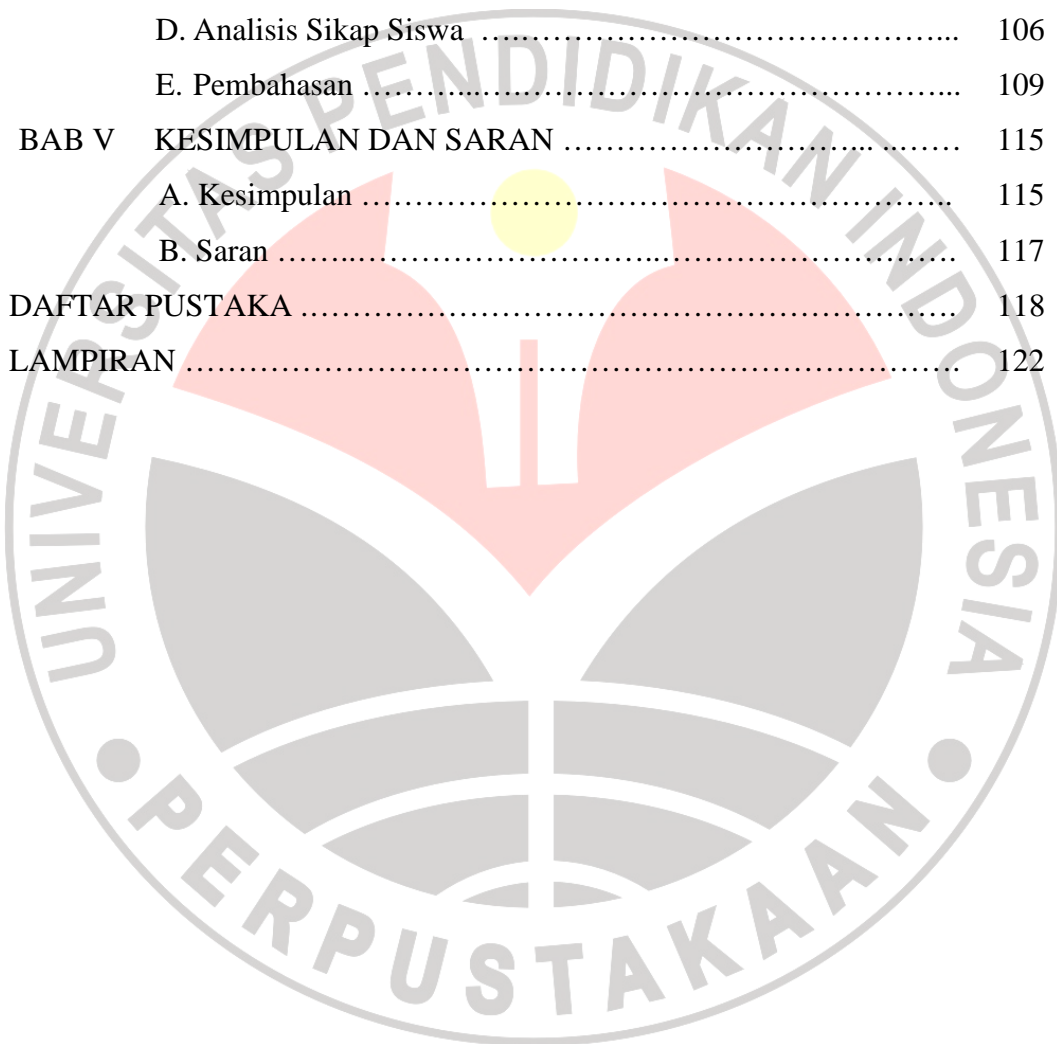 D. Analisis Sikap Siswa …..…………………………………... 106
E. Pembahasan ………..……………………………………... 109
BAB V KESIMPULAN DAN SARAN ………………………... ……… 115
A. Kesimpulan ………………………………………………. 115
B. Saran ……..………………………..………………………. 117
DAFTAR PUSTAKA ……………………………………………………. 118
LAMPIRAN ……………………………………………………………… 122
UNIVERSITAS PENDIDIKAN INDONESIA
PERPUSTAKAAN